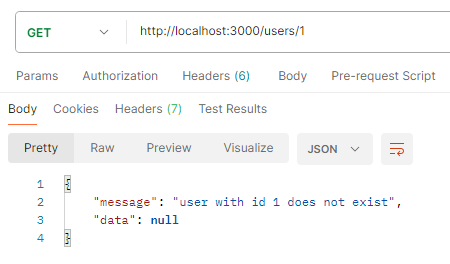 GET http://localhost:3000/users/1
Params Authorization Headers (6) Body Pre-request Script
Body Cookies Headers (7) Test Results
Pretty Raw Preview Visualize JSON
1 {
2 "message": "user with id 1 does not exist",
3 "data": null
4 }